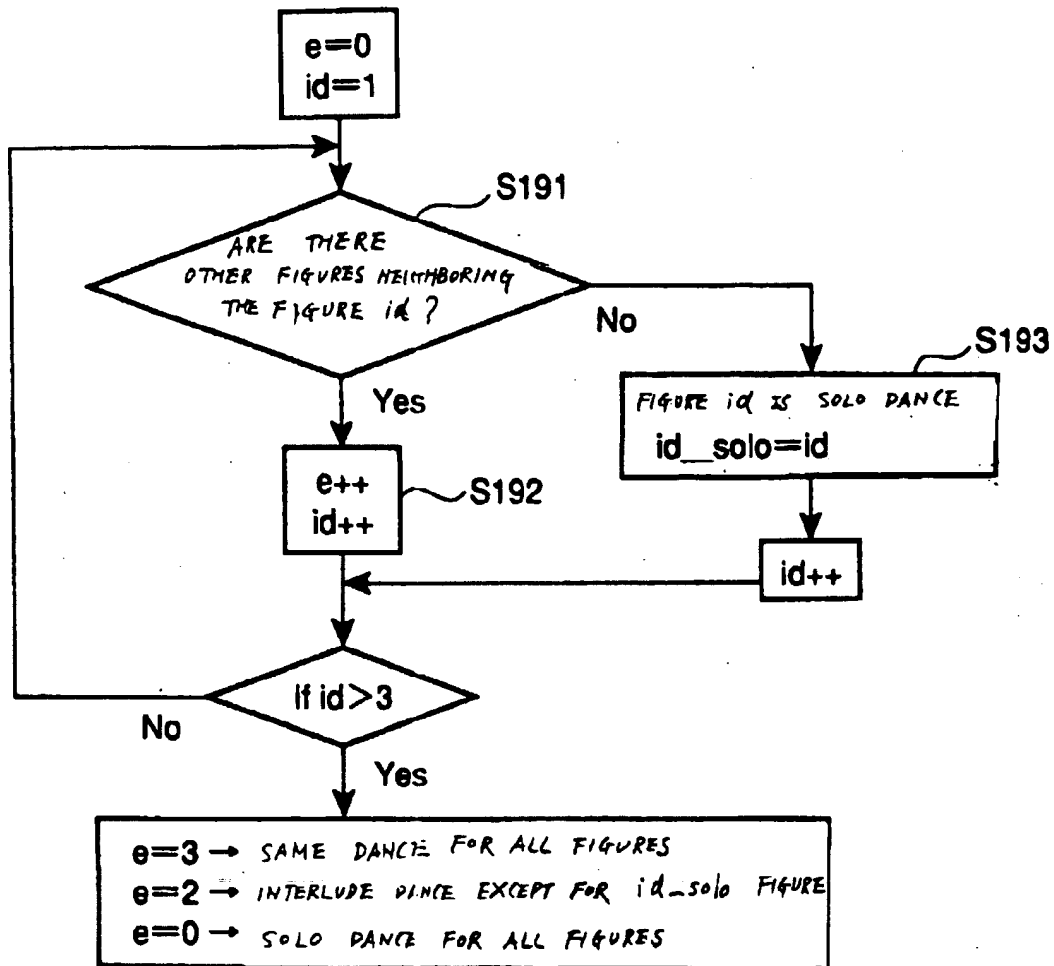 e=0
id=1
S191
ARE THERE
OTHER FIGURES NEIGHBORING
THE FIGURE id ?
No
S193
FIGURE id IS SOLO DANCE
id__solo=id
Yes
e++
id++
S192
id++
If id>3
No
Yes
e=3 → SAME DANCE FOR ALL FIGURES
e=2 → INTERLUDE DANCE EXCEPT FOR id_solo FIGURE
e=0 → SOLO DANCE FOR ALL FIGURES